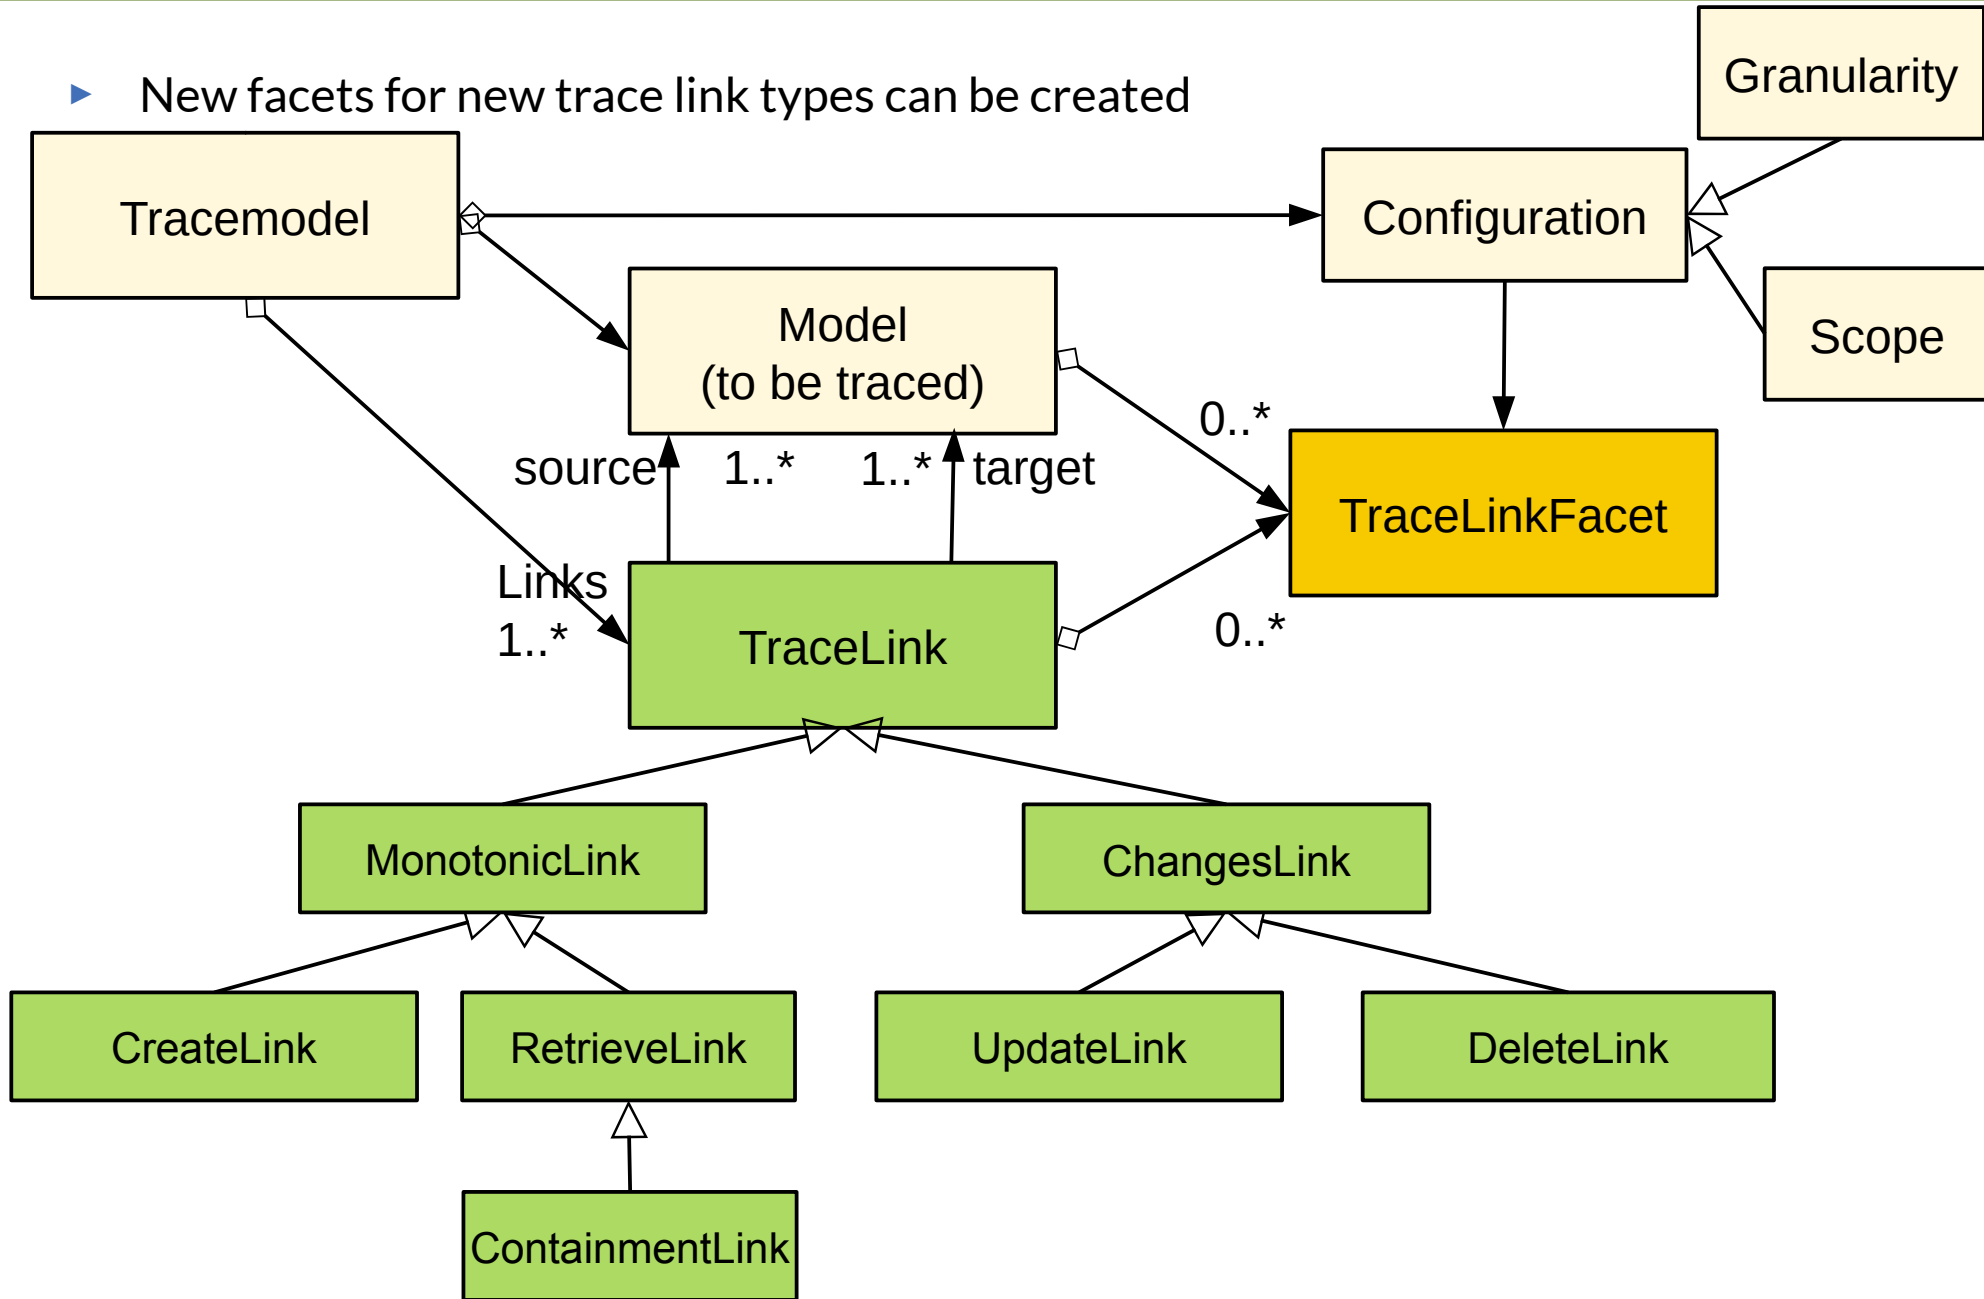 Granularity
► New facets for new trace link types can be created
Tracemodel
Configuration
Model
(to be traced)
Scope
0..*
source
1..*
1..*
target
TraceLinkFacet
Links
1..*
TraceLink
0..*
MonotonicLink
ChangesLink
CreateLink
RetrieveLink
UpdateLink
DeleteLink
ContainmentLink